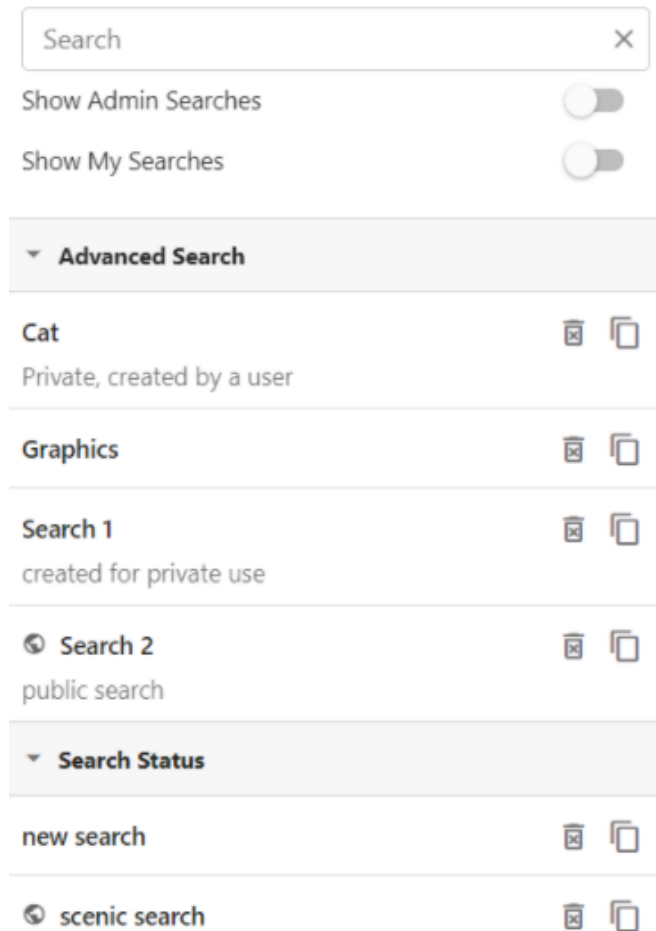 Search
Show Admin Searches
Show My Searches
Advanced Search
Cat
Private, created by a user
Graphics
Search 1
created for private use
Search 2
public search
Search Status
new search
scenic search